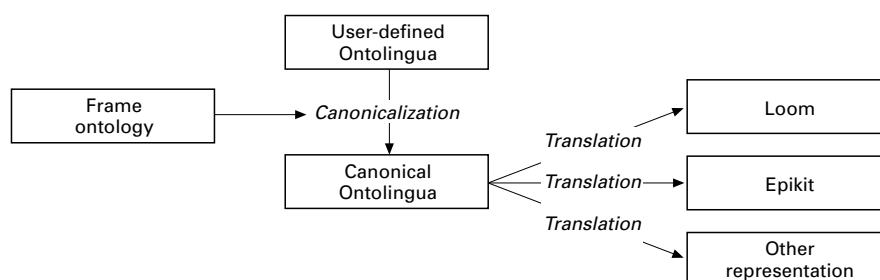 User-defined
Ontolingua
Frame
ontology
Canonicalization
Loom
Translation
Canonical
Ontolingua
Translation
Epikit
Translation
Other
representation